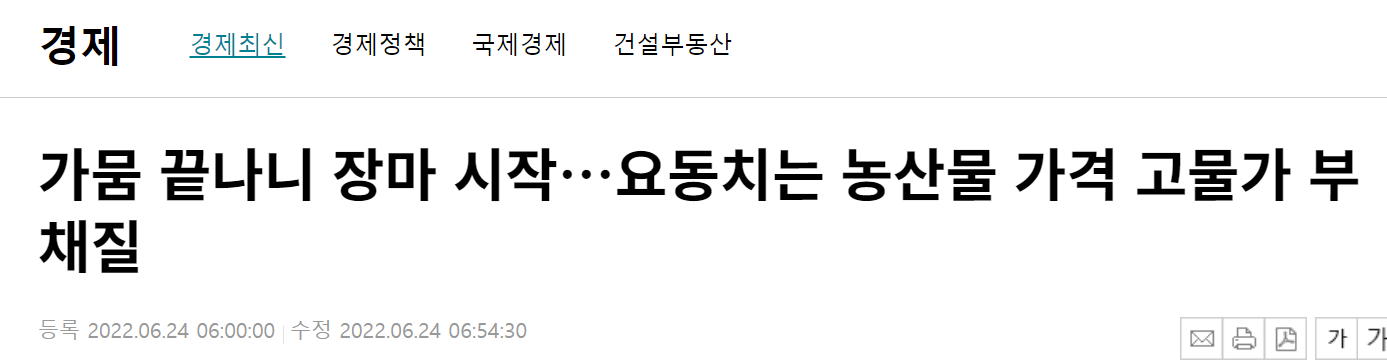 경제 경제최신 경제정책 국제경제 건설부동산
가뭄 끝나니 장마 시작…요동치는 농산물 가격 고물가 부
채질
등록 2022.06.24 06:00:00 수정 2022.06.24 06:54:30
가 가